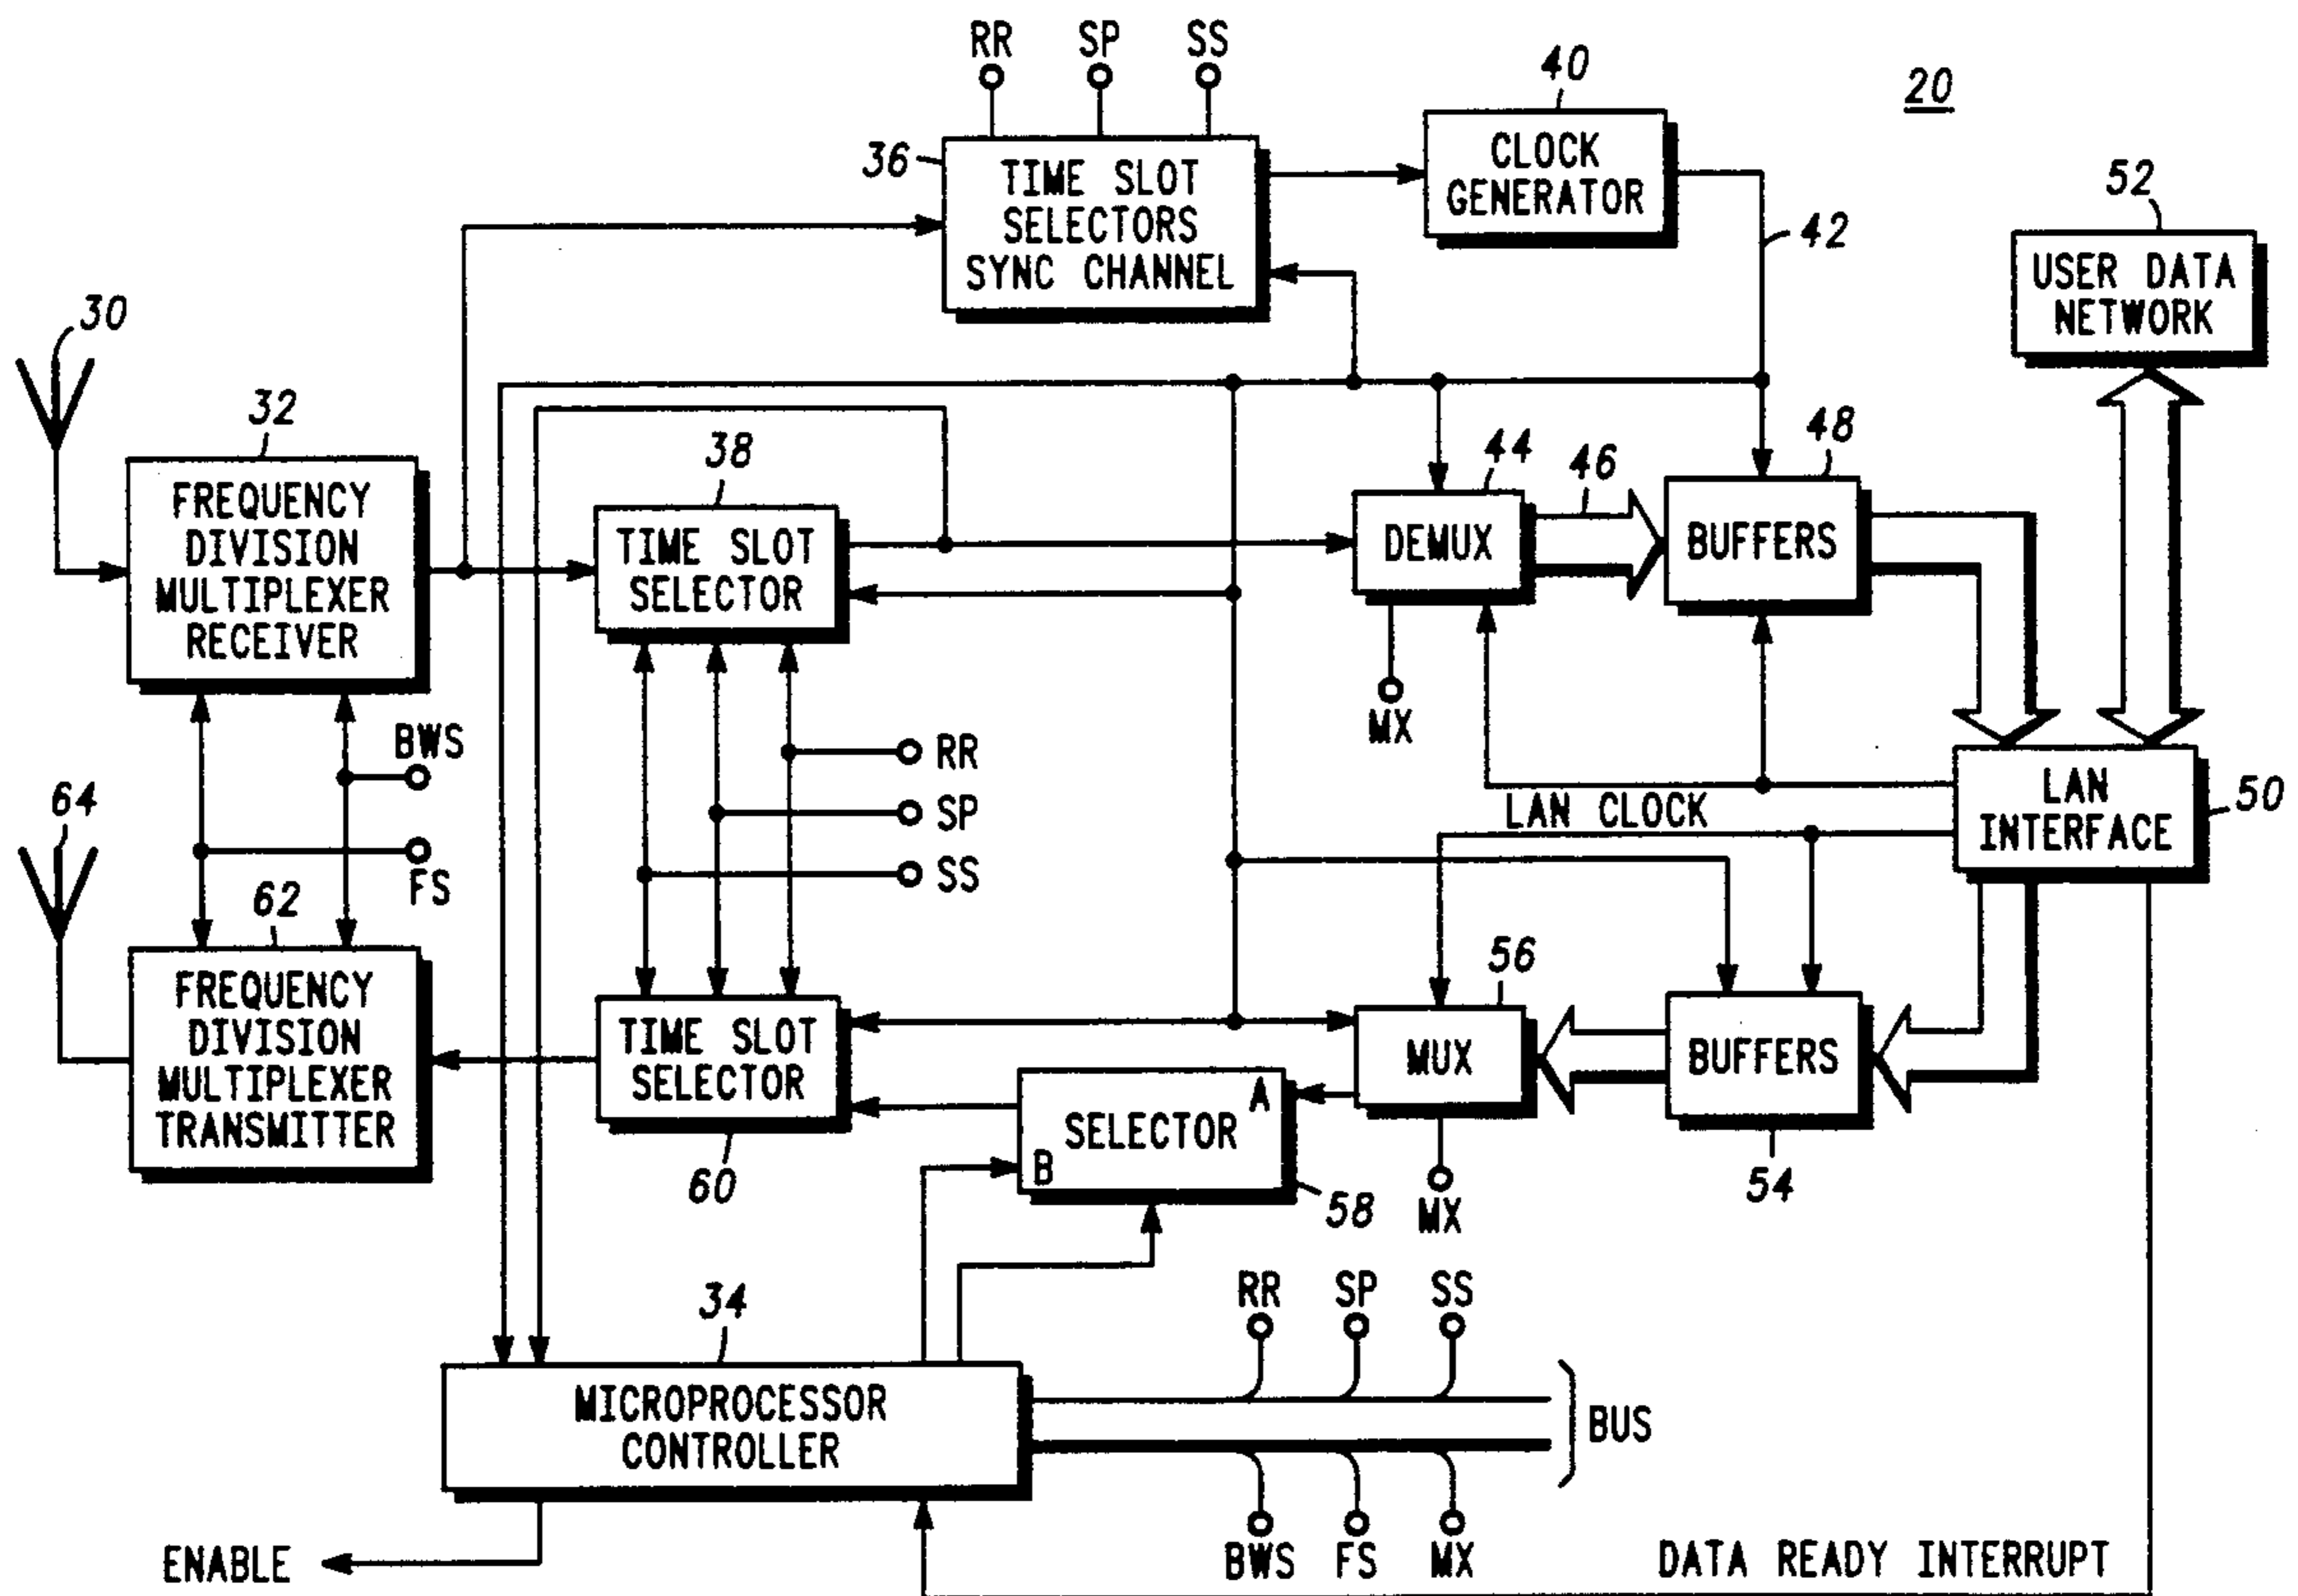 RR SP SS
40
20
36
TIME SLOT
SELECTORS
SYNC CHANNEL
CLOCK
GENERATOR
42
52
USER DATA
NETWORK
30
32
FREQUENCY
DIVISION
MULTIPLEXER
RECEIVER
38
TIME SLOT
SELECTOR
44
DEMUX
46
48
BUFFERS
MX
BWS
FS
RR
SP
SS
LAN CLOCK
LAN
INTERFACE
50
64
62
FREQUENCY
DIVISION
MULTIPLEXER
TRANSMITTER
TIME SLOT
SELECTOR
60
56
MUX
BUFFERS
54
A
SELECTOR
B
58
MX
34
MICROPROCESSOR
CONTROLLER
RR SP SS
BUS
BWS FS MX
ENABLE
DATA READY INTERRUPT